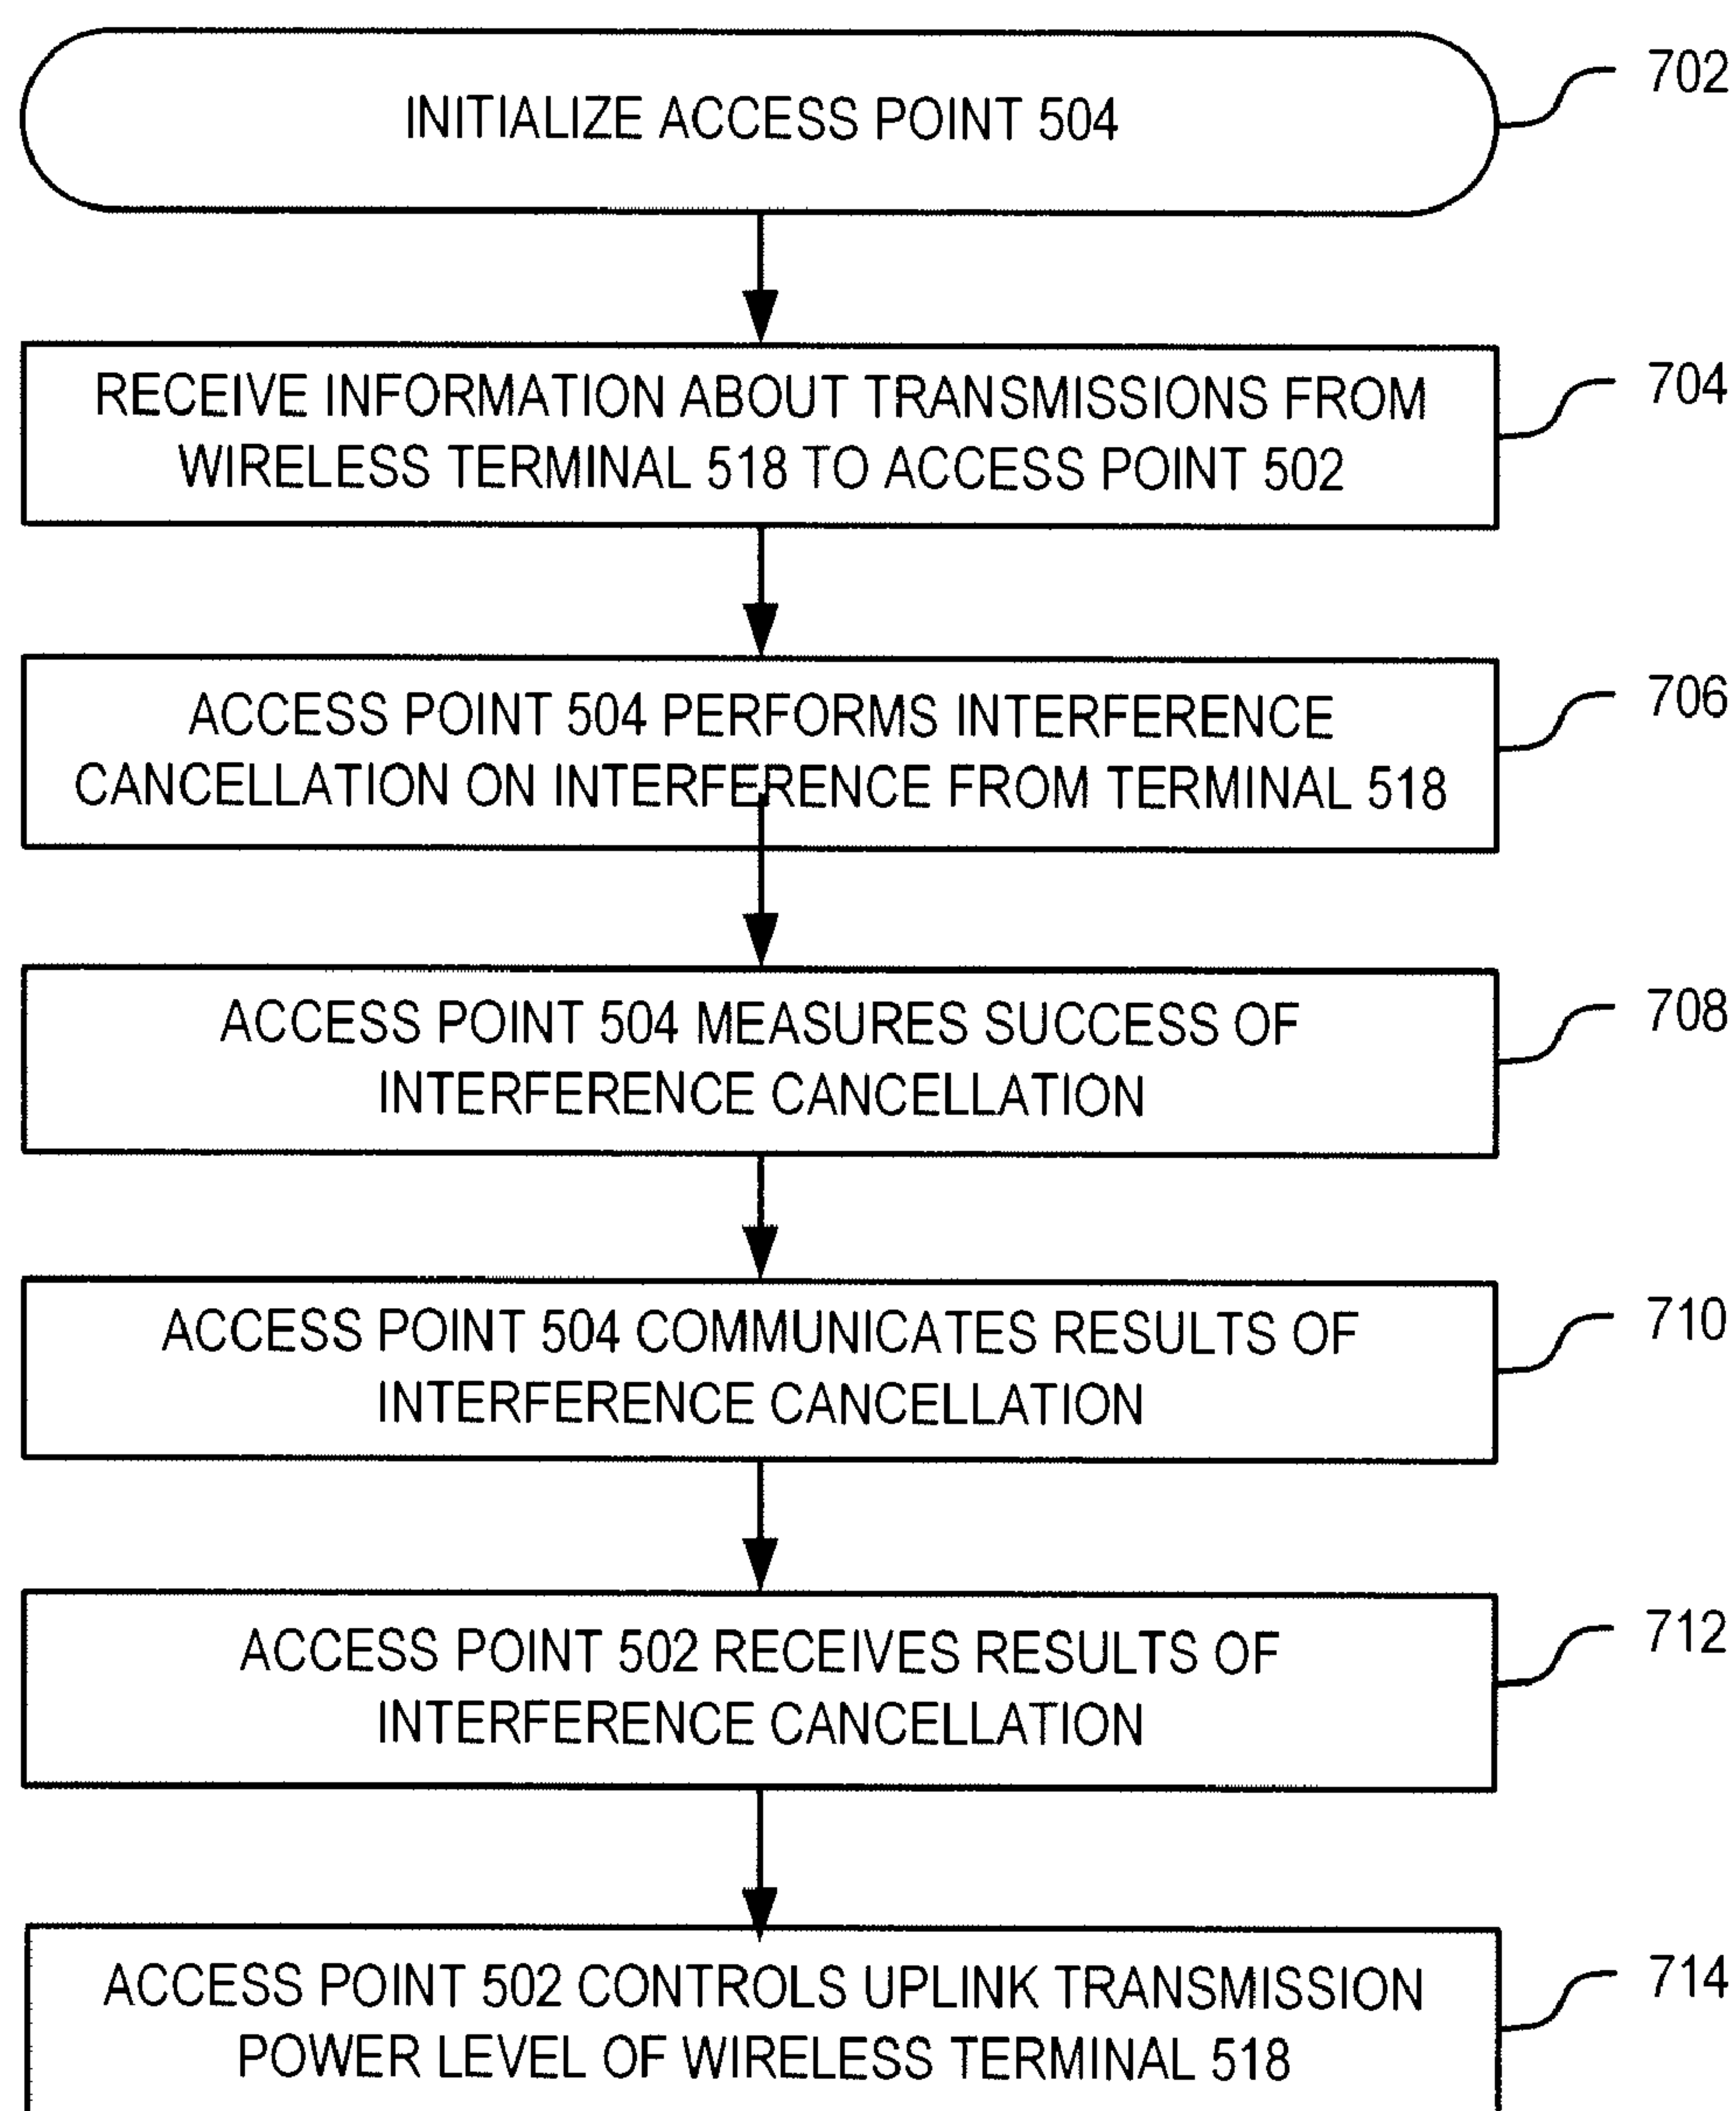 INITIALIZE ACCESS POINT 504
702
RECEIVE INFORMATION ABOUT TRANSMISSIONS FROM
WIRELESS TERMINAL 518 TO ACCESS POINT 502
704
ACCESS POINT 504 PERFORMS INTERFERENCE
CANCELLATION ON INTERFERENCE FROM TERMINAL 518
706
ACCESS POINT 504 MEASURES SUCCESS OF
INTERFERENCE CANCELLATION
708
ACCESS POINT 504 COMMUNICATES RESULTS OF
INTERFERENCE CANCELLATION
710
ACCESS POINT 502 RECEIVES RESULTS OF
INTERFERENCE CANCELLATION
712
ACCESS POINT 502 CONTROLS UPLINK TRANSMISSION
POWER LEVEL OF WIRELESS TERMINAL 518
714